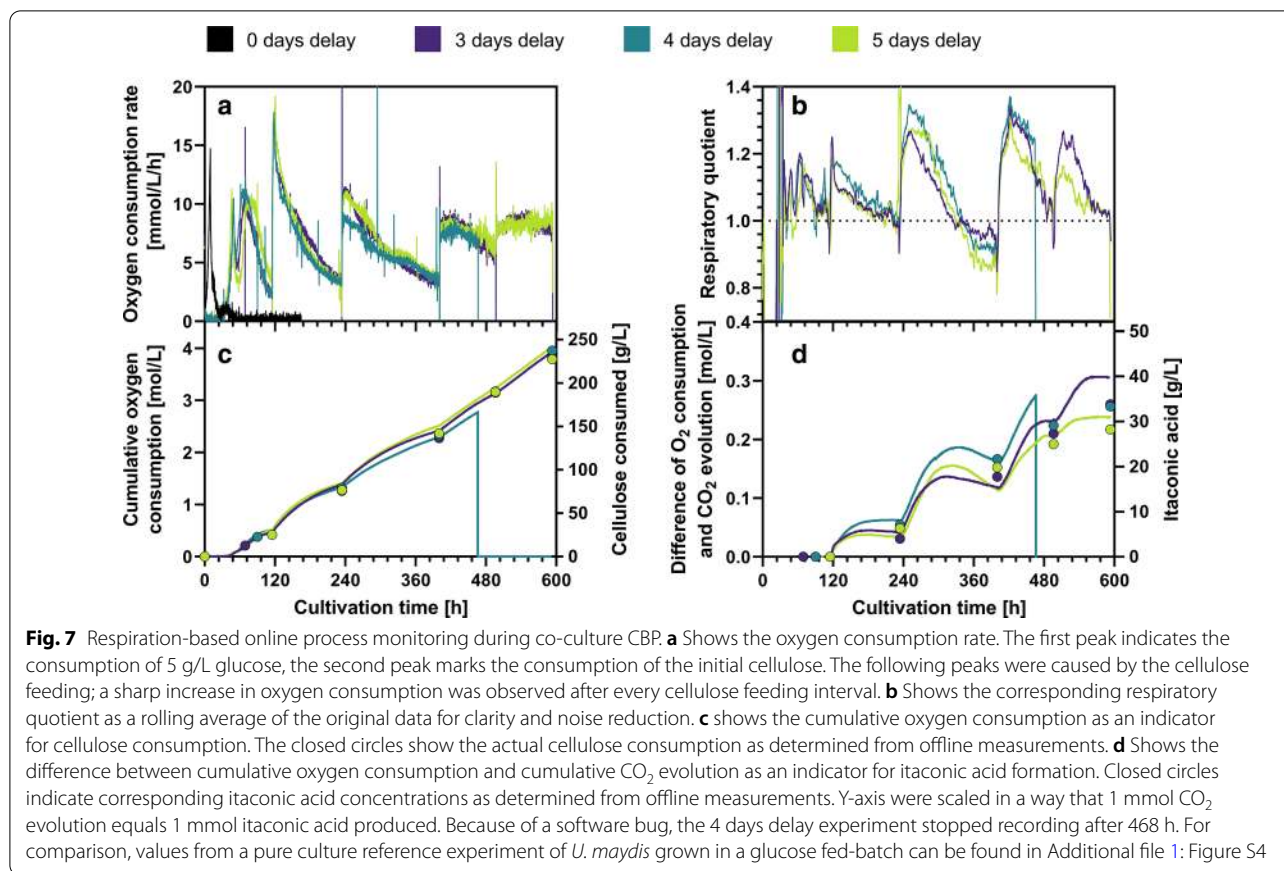 0 days delay 3 days delay 4 days delay 5 days delay
a
Oxygen consumption rate
[mmol/L/h]
20
15
10
5
0
b
Respiratory quotient
1.4
1.2
1.0
0.8
0.4
c
Cumulative oxygen
consumption [mol/L]
4
3
2
1
0
250
200
150
100
50
0
Cellulose consumed [g/L]
0 120 240 360 480 600
Cultivation time [h]
d
Difference of O2 consumption
and CO2 evolution [mol/L]
0.3
0.2
0.1
0.0
50
40
30
20
10
0
Itaconic acid [g/L]
0 120 240 360 480 600
Cultivation time [h]
Fig. 7 Respiration-based online process monitoring during co-culture CBP. a Shows the oxygen consumption rate. The first peak indicates the
consumption of 5 g/L glucose, the second peak marks the consumption of the initial cellulose. The following peaks were caused by the cellulose
feeding; a sharp increase in oxygen consumption was observed after every cellulose feeding interval. b Shows the corresponding respiratory
quotient as a rolling average of the original data for clarity and noise reduction. c shows the cumulative oxygen consumption as an indicator
for cellulose consumption. The closed circles show the actual cellulose consumption as determined from offline measurements. d Shows the
difference between cumulative oxygen consumption and cumulative CO2 evolution as an indicator for itaconic acid formation. Closed circles
indicate corresponding itaconic acid concentrations as determined from offline measurements. Y-axis were scaled in a way that 1 mmol CO2
evolution equals 1 mmol itaconic acid produced. Because of a software bug, the 4 days delay experiment stopped recording after 468 h. For
comparison, values from a pure culture reference experiment of U. maydis grown in a glucose fed-batch can be found in Additional file 1: Figure S4